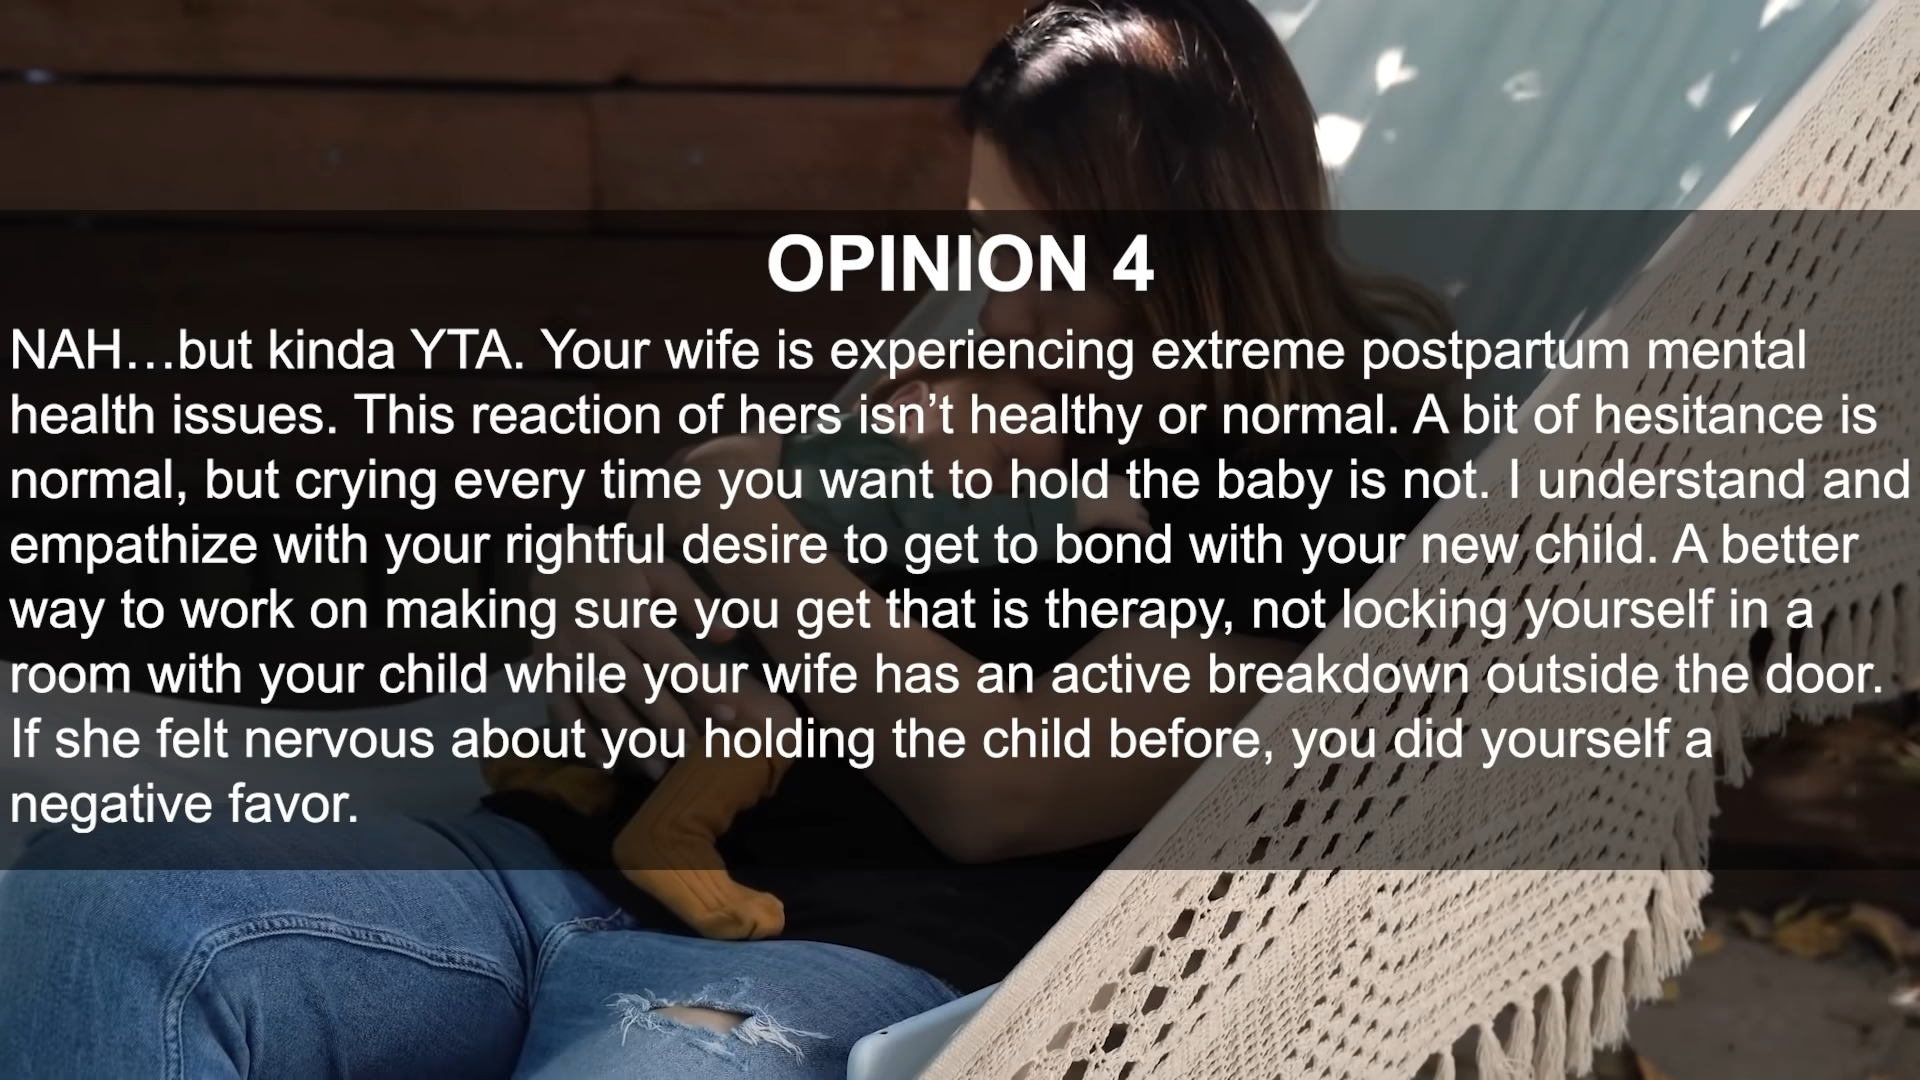 OPINION 4
NAH…but kinda YTA. Your wife is experiencing extreme postpartum mental
health issues. This reaction of hers isn’t healthy or normal. A bit of hesitance is
normal, but crying every time you want to hold the baby is not. I understand and
empathize with your rightful desire to get to bond with your new child. A better
way to work on making sure you get that is therapy, not locking yourself in a
room with your child while your wife has an active breakdown outside the door.
If she felt nervous about you holding the child before, you did yourself a
negative favor.